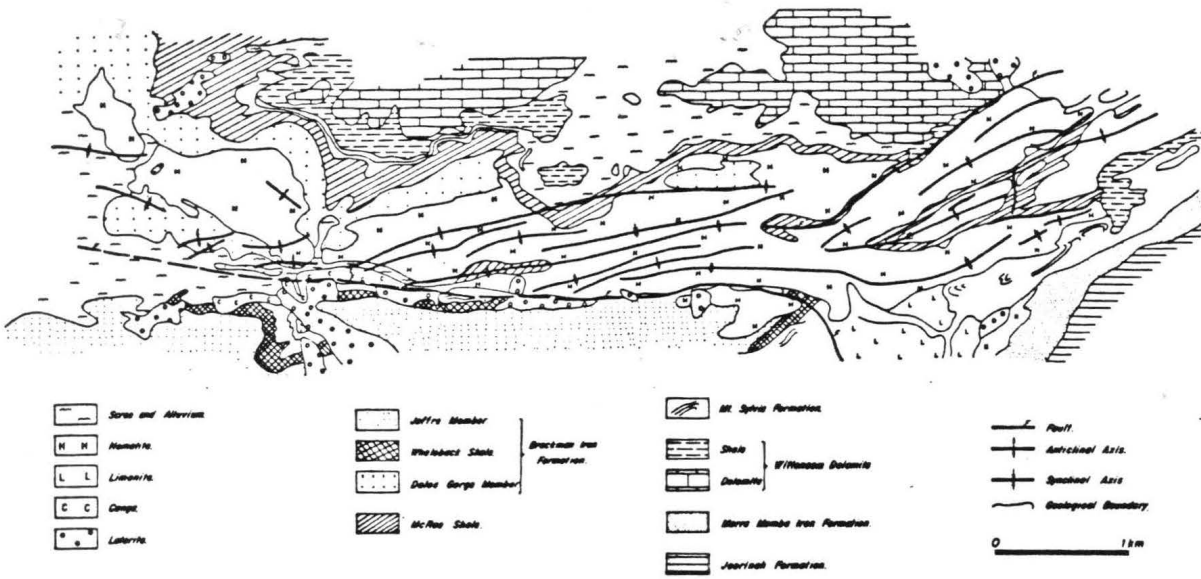 Scree and Alluvium.
Hematite.
Limonite.
Canga.
Laterite.
Joffre Member
Whaleback Shale.
Dales Gorge Member
Brockman Iron
Formation.
McRae Shale.
Mt. Sylvia Formation.
Shale
Dolomite
Wittenoom Dolomite
Marra Mamba Iron Formation.
Jeerinah Formation.
Fault.
Anticlinal Axis.
Synclinal Axis
Geological Boundary.
0 1 km